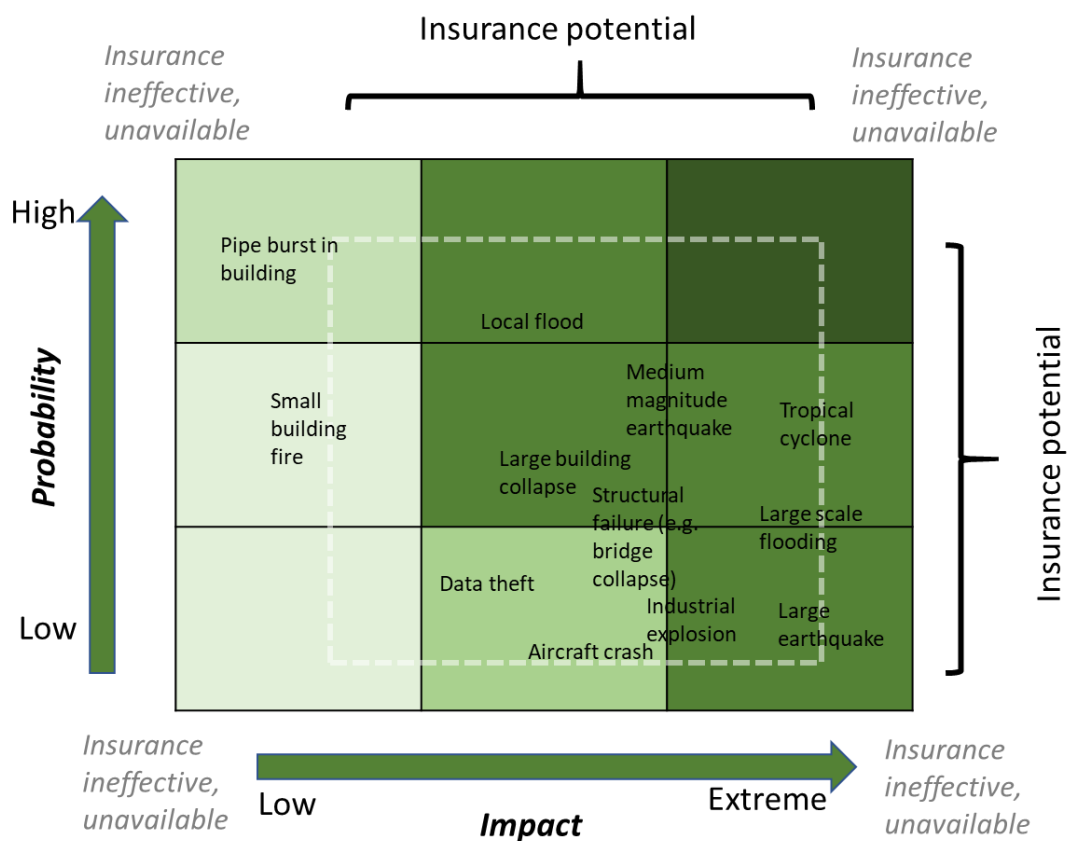 Insurance potential
Insurance
ineffective,
unavailable
Insurance
ineffective,
unavailable
High
Pipe burst in
building
Local flood
Probability
Small
building
fire
Medium
magnitude
earthquake
Tropical
cyclone
Large building
collapse
Structural
failure (e.g.
bridge
collapse)
Large scale
flooding
Insurance potential
Data theft
Industrial
explosion
Large
earthquake
Aircraft crash
Low
Insurance
ineffective,
unavailable
Low
Extreme
Impact
Insurance
ineffective,
unavailable